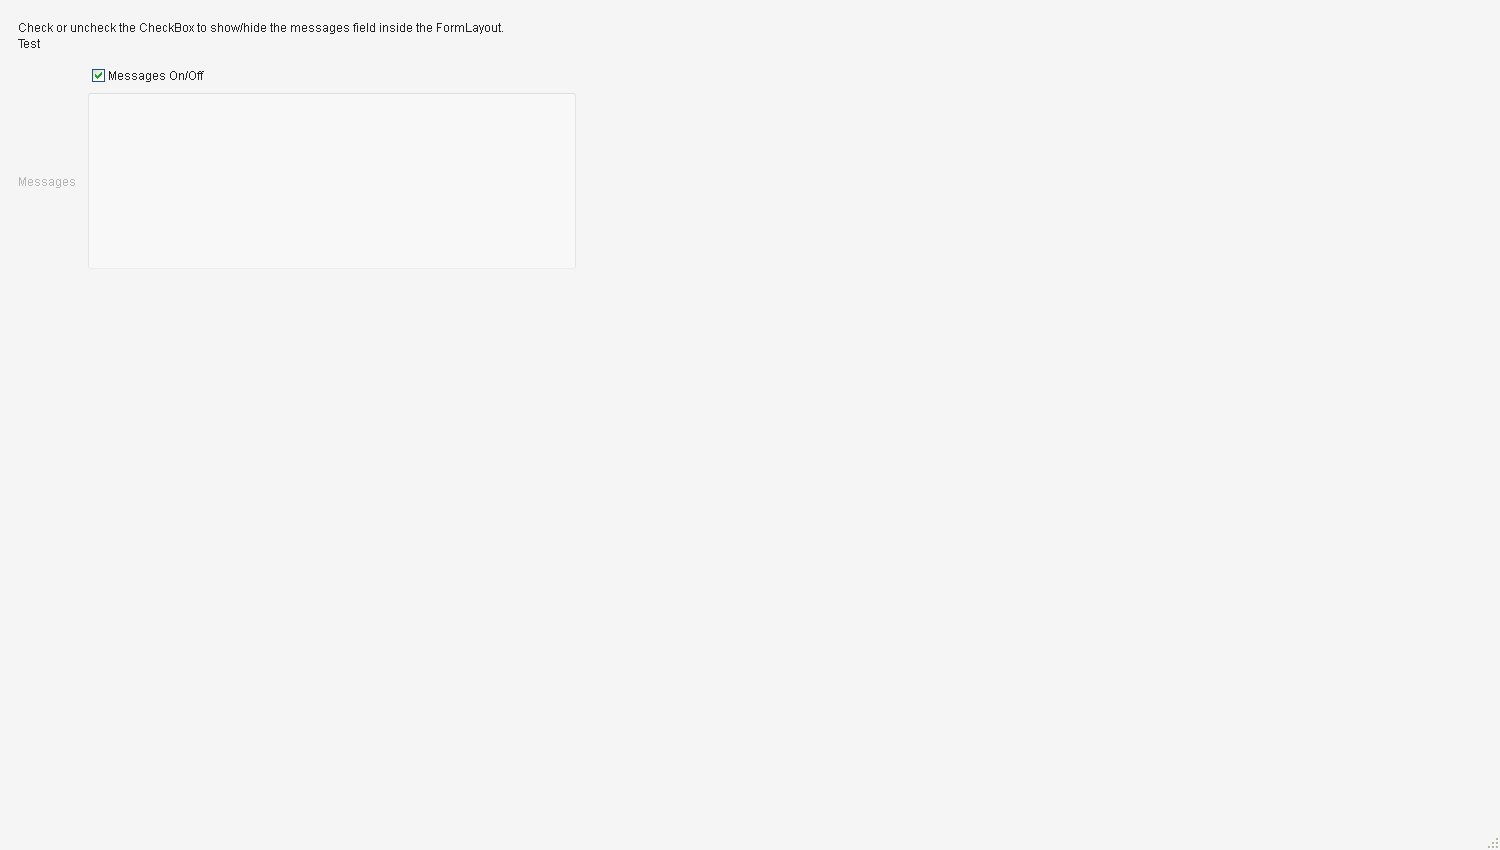 Check or uncheck the CheckBox to show/hide the messages field inside the FormLayout.
Test
Messages On/Off
Messages